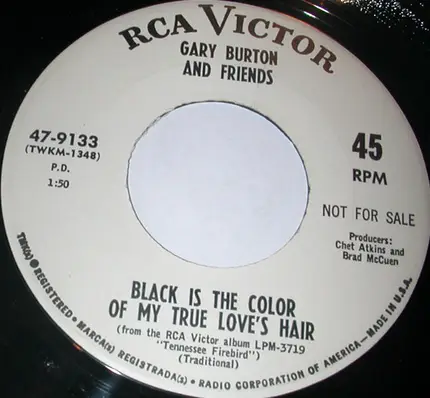 RCA VICTOR
GARY BURTON
AND FRIENDS
47-9133
(TWKM-1348)
P.D.
1:50
45
RPM
NOT FOR SALE
Producers:
Chet Atkins and
Brad McCuen
BLACK IS THE COLOR
OF MY TRUE LOVE'S HAIR
(from the RCA Victor album LPM-3719
"Tennessee Firebird")
(Traditional)
TMK(s) ® REGISTERED • MARCA(s) REGISTRADA(s) • RADIO CORPORATION OF AMERICA—MADE IN U.S.A.